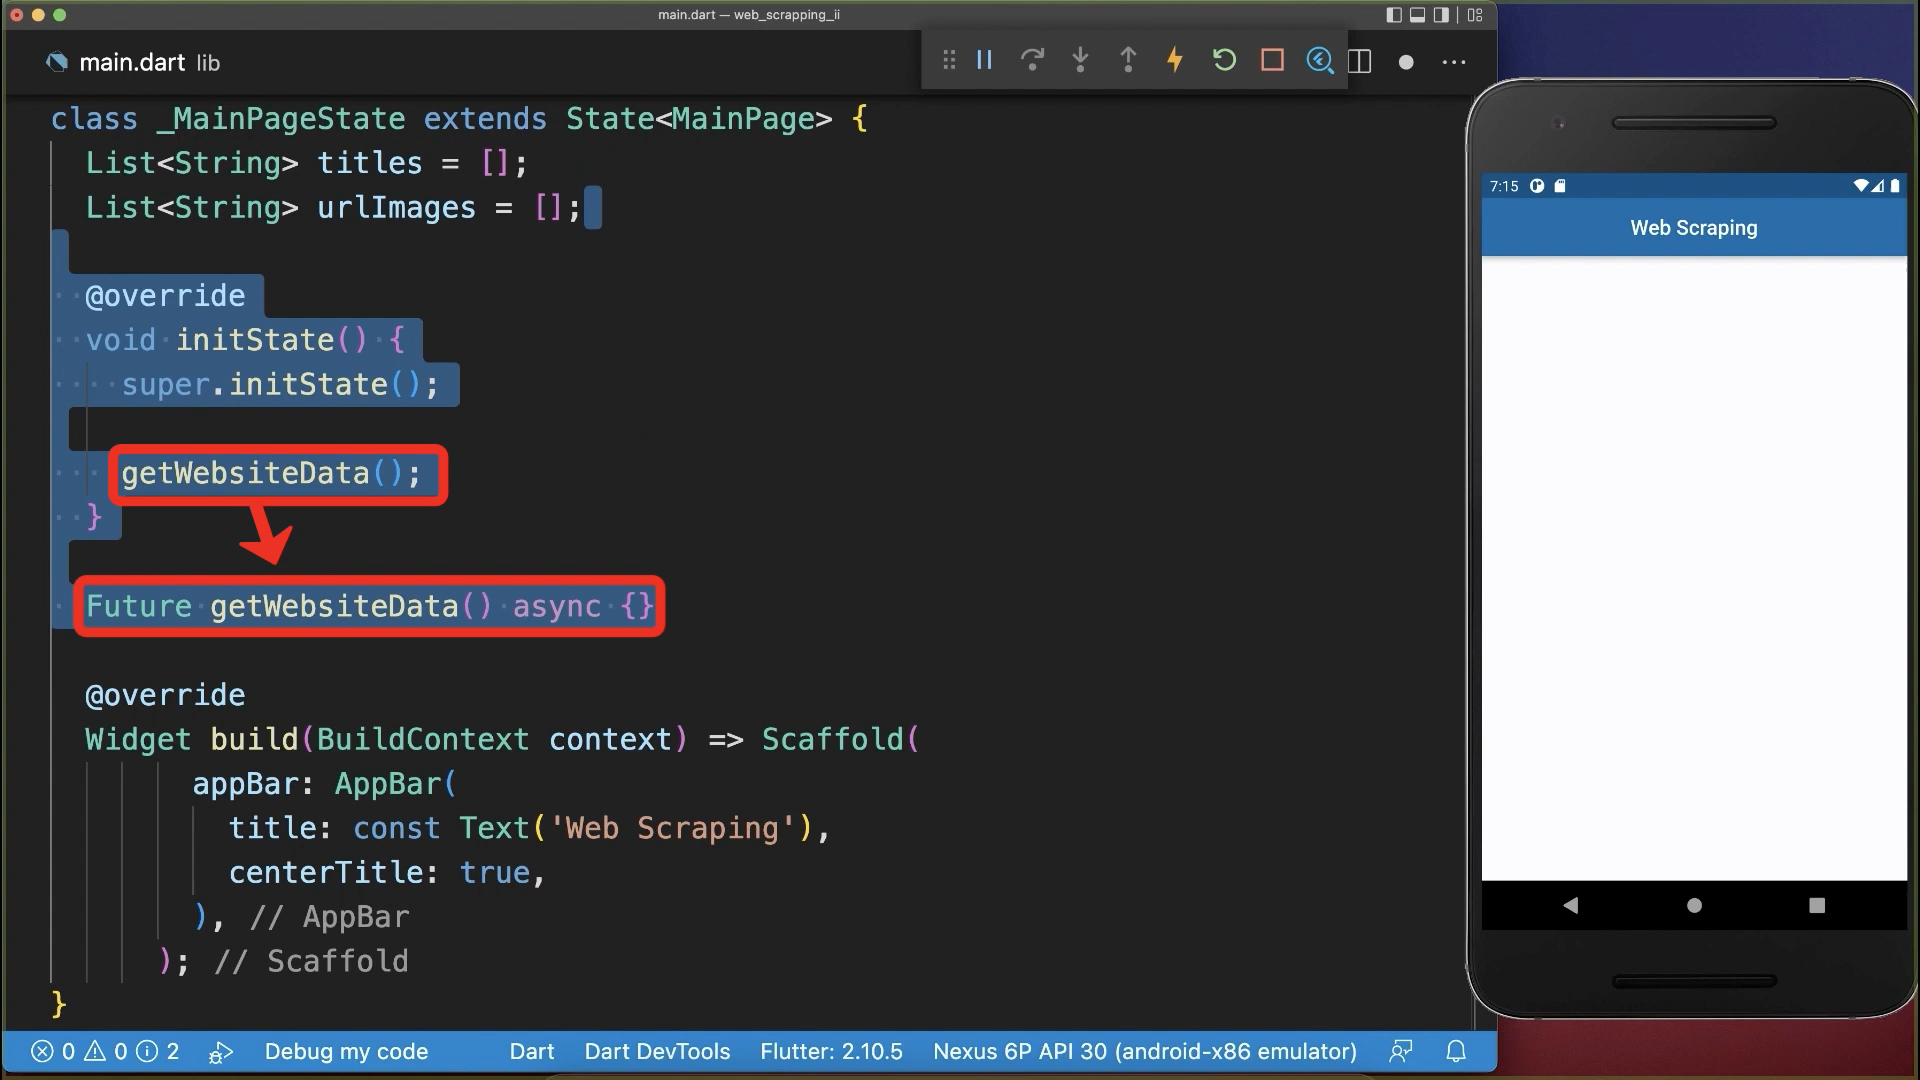 main.dart — web_scrapping_ii
main.dart lib
class _MainPageState extends State<MainPage> {
List<String> titles = [];
List<String> urlImages = [];
@override
void initState() {
super.initState();
getWebsiteData();
}
Future getWebsiteData() async {}
@override
Widget build(BuildContext context) => Scaffold(
appBar: AppBar(
title: const Text('Web Scraping'),
centerTitle: true,
), // AppBar
); // Scaffold
}
0 0 2 Debug my code Dart Dart DevTools Flutter: 2.10.5 Nexus 6P API 30 (android-x86 emulator)
7:15
Web Scraping